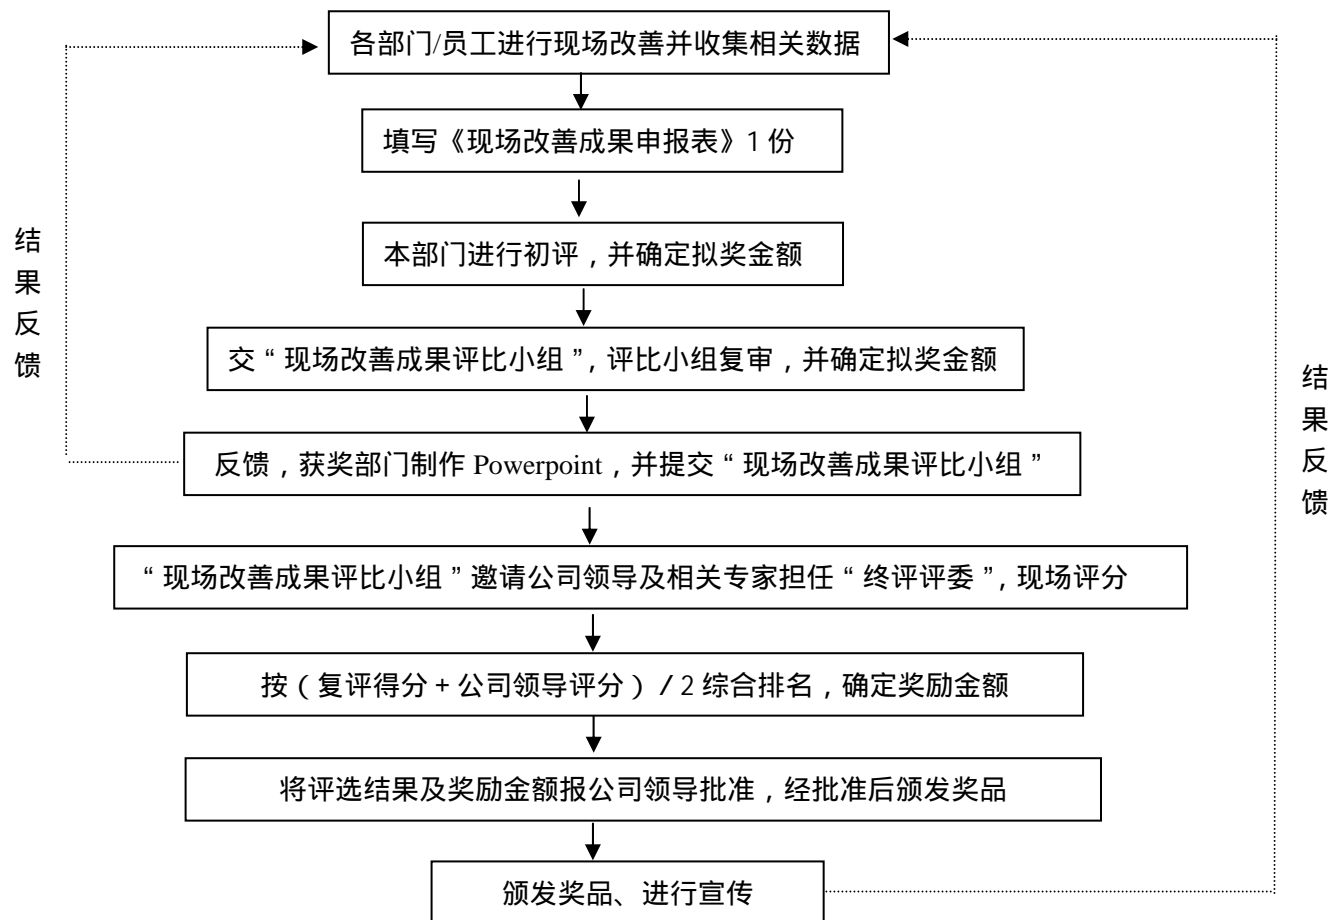 各部门/员工进行现场改善并收集相关数据
填写《现场改善成果申报表》1 份
本部门进行初评，并确定拟奖金额
交“现场改善成果评比小组”，评比小组复审，并确定拟奖金额
反馈，获奖部门制作 Powerpoint，并提交“现场改善成果评比小组”
“现场改善成果评比小组”邀请公司领导及相关专家担任“终评评委”，现场评分
按（复评得分+公司领导评分）/2 综合排名，确定奖励金额
将评选结果及奖励金额报公司领导批准，经批准后颁发奖品
颁发奖品、进行宣传
结果反馈
结果反馈